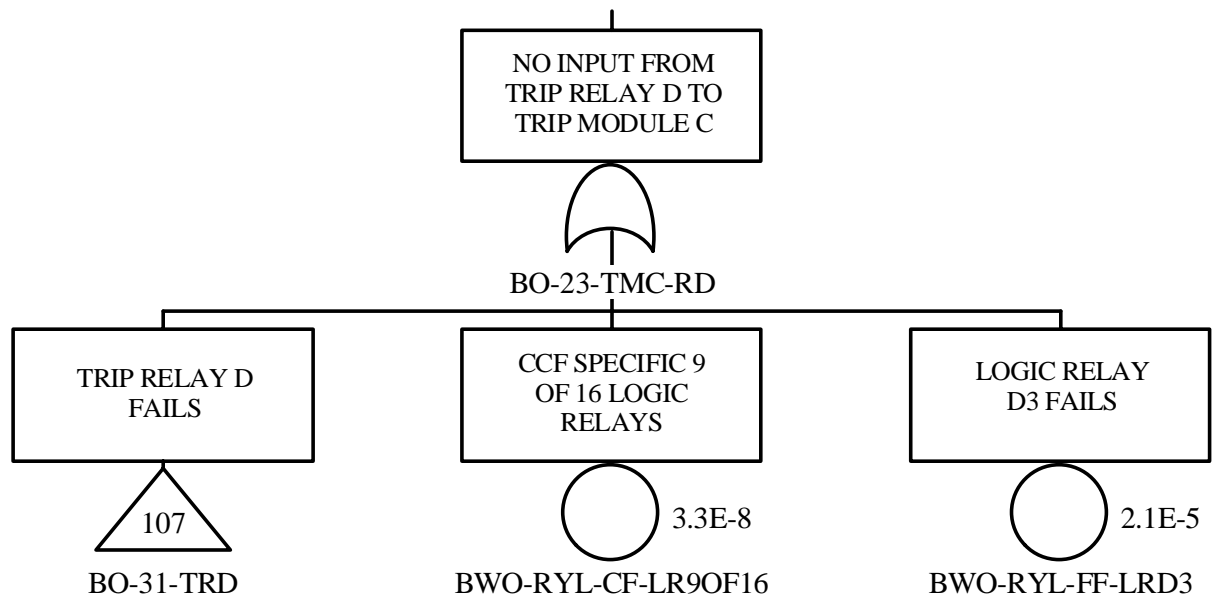 NO INPUT FROM
TRIP RELAY D TO
TRIP MODULE C
BO-23-TMC-RD
TRIP RELAY D
FAILS
107
BO-31-TRD
CCF SPECIFIC 9
OF 16 LOGIC
RELAYS
3.3E-8
BWO-RYL-CF-LR9OF16
LOGIC RELAY
D3 FAILS
2.1E-5
BWO-RYL-FF-LRD3